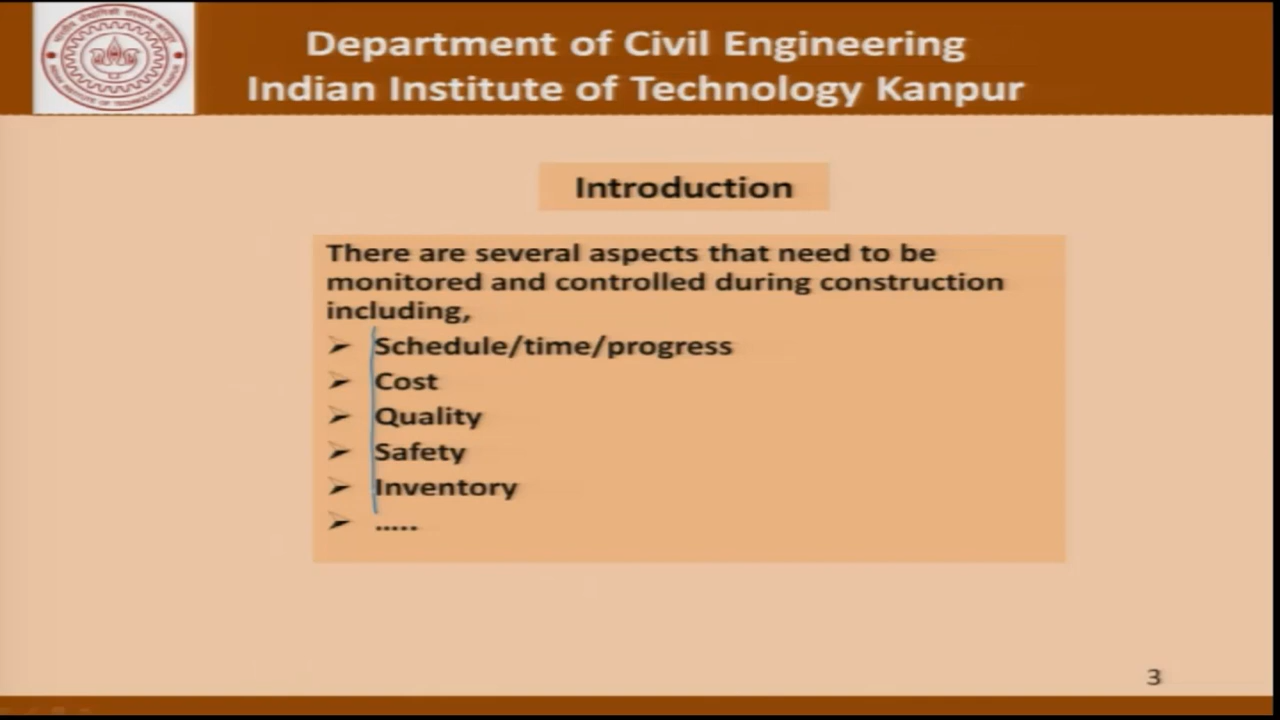 Department of Civil Engineering
Indian Institute of Technology Kanpur
Introduction
There are several aspects that need to be
monitored and controlled during construction
including,
➢ Schedule/time/progress
➢ Cost
➢ Quality
➢ Safety
➢ Inventory
➢ .....
3